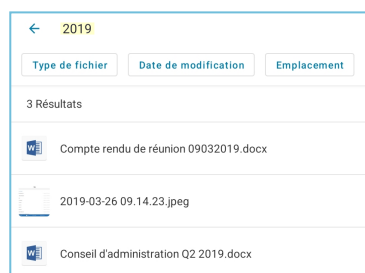 2019
Type de fichier Date de modification Emplacement
3 Résultats
Compte rendu de réunion 09032019.docx
2019-03-26 09.14.23.jpeg
Conseil d'administration Q2 2019.docx